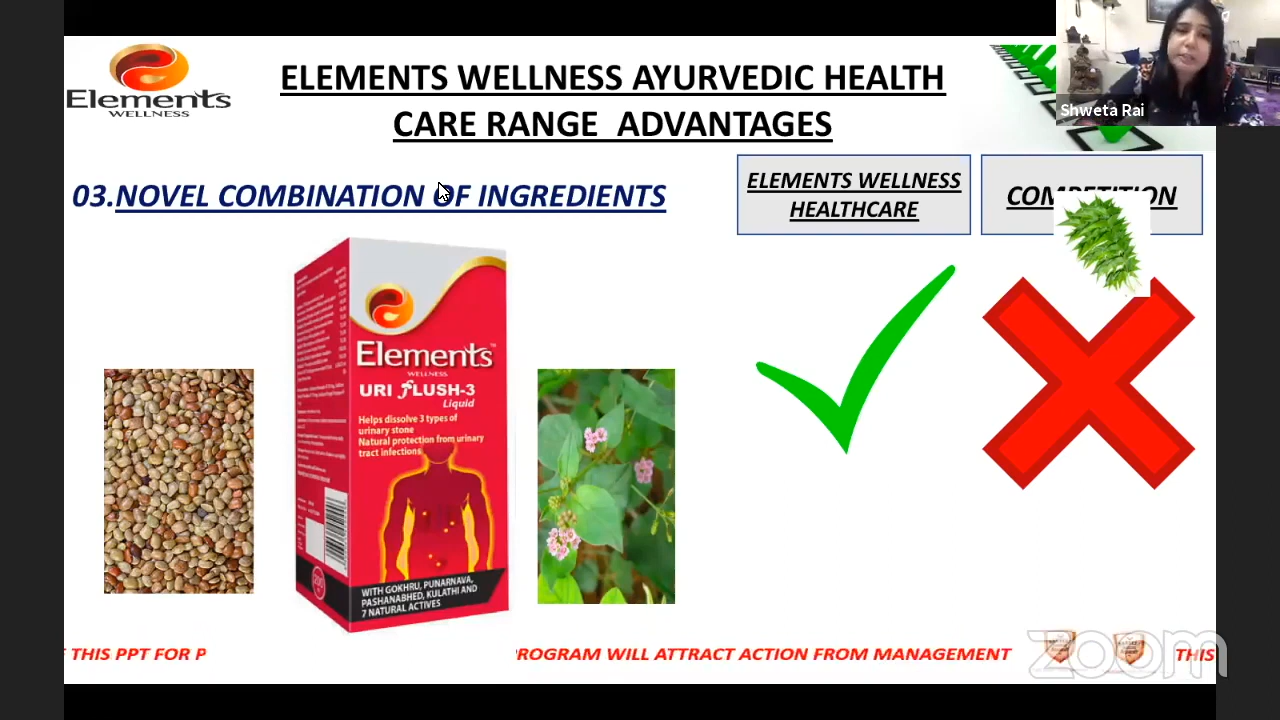 Elements
WELLNESS
ELEMENTS WELLNESS AYURVEDIC HEALTH
CARE RANGE ADVANTAGES
Shweta Rai
03.NOVEL COMBINATION OF INGREDIENTS
ELEMENTS WELLNESS
HEALTHCARE
COMPETITION
Elements
WELLNESS
URI FLUSH-3
Liquid
Helps dissolve 3 types of
urinary stone
Natural protection from urinary
tract infections
WITH GOKHRU, PUNARNAVA,
PASHANABHED, KULATHI AND
7 NATURAL ACTIVES
THIS PPT FOR P
ROGRAM WILL ATTRACT ACTION FROM MANAGEMENT
THIS
zoom